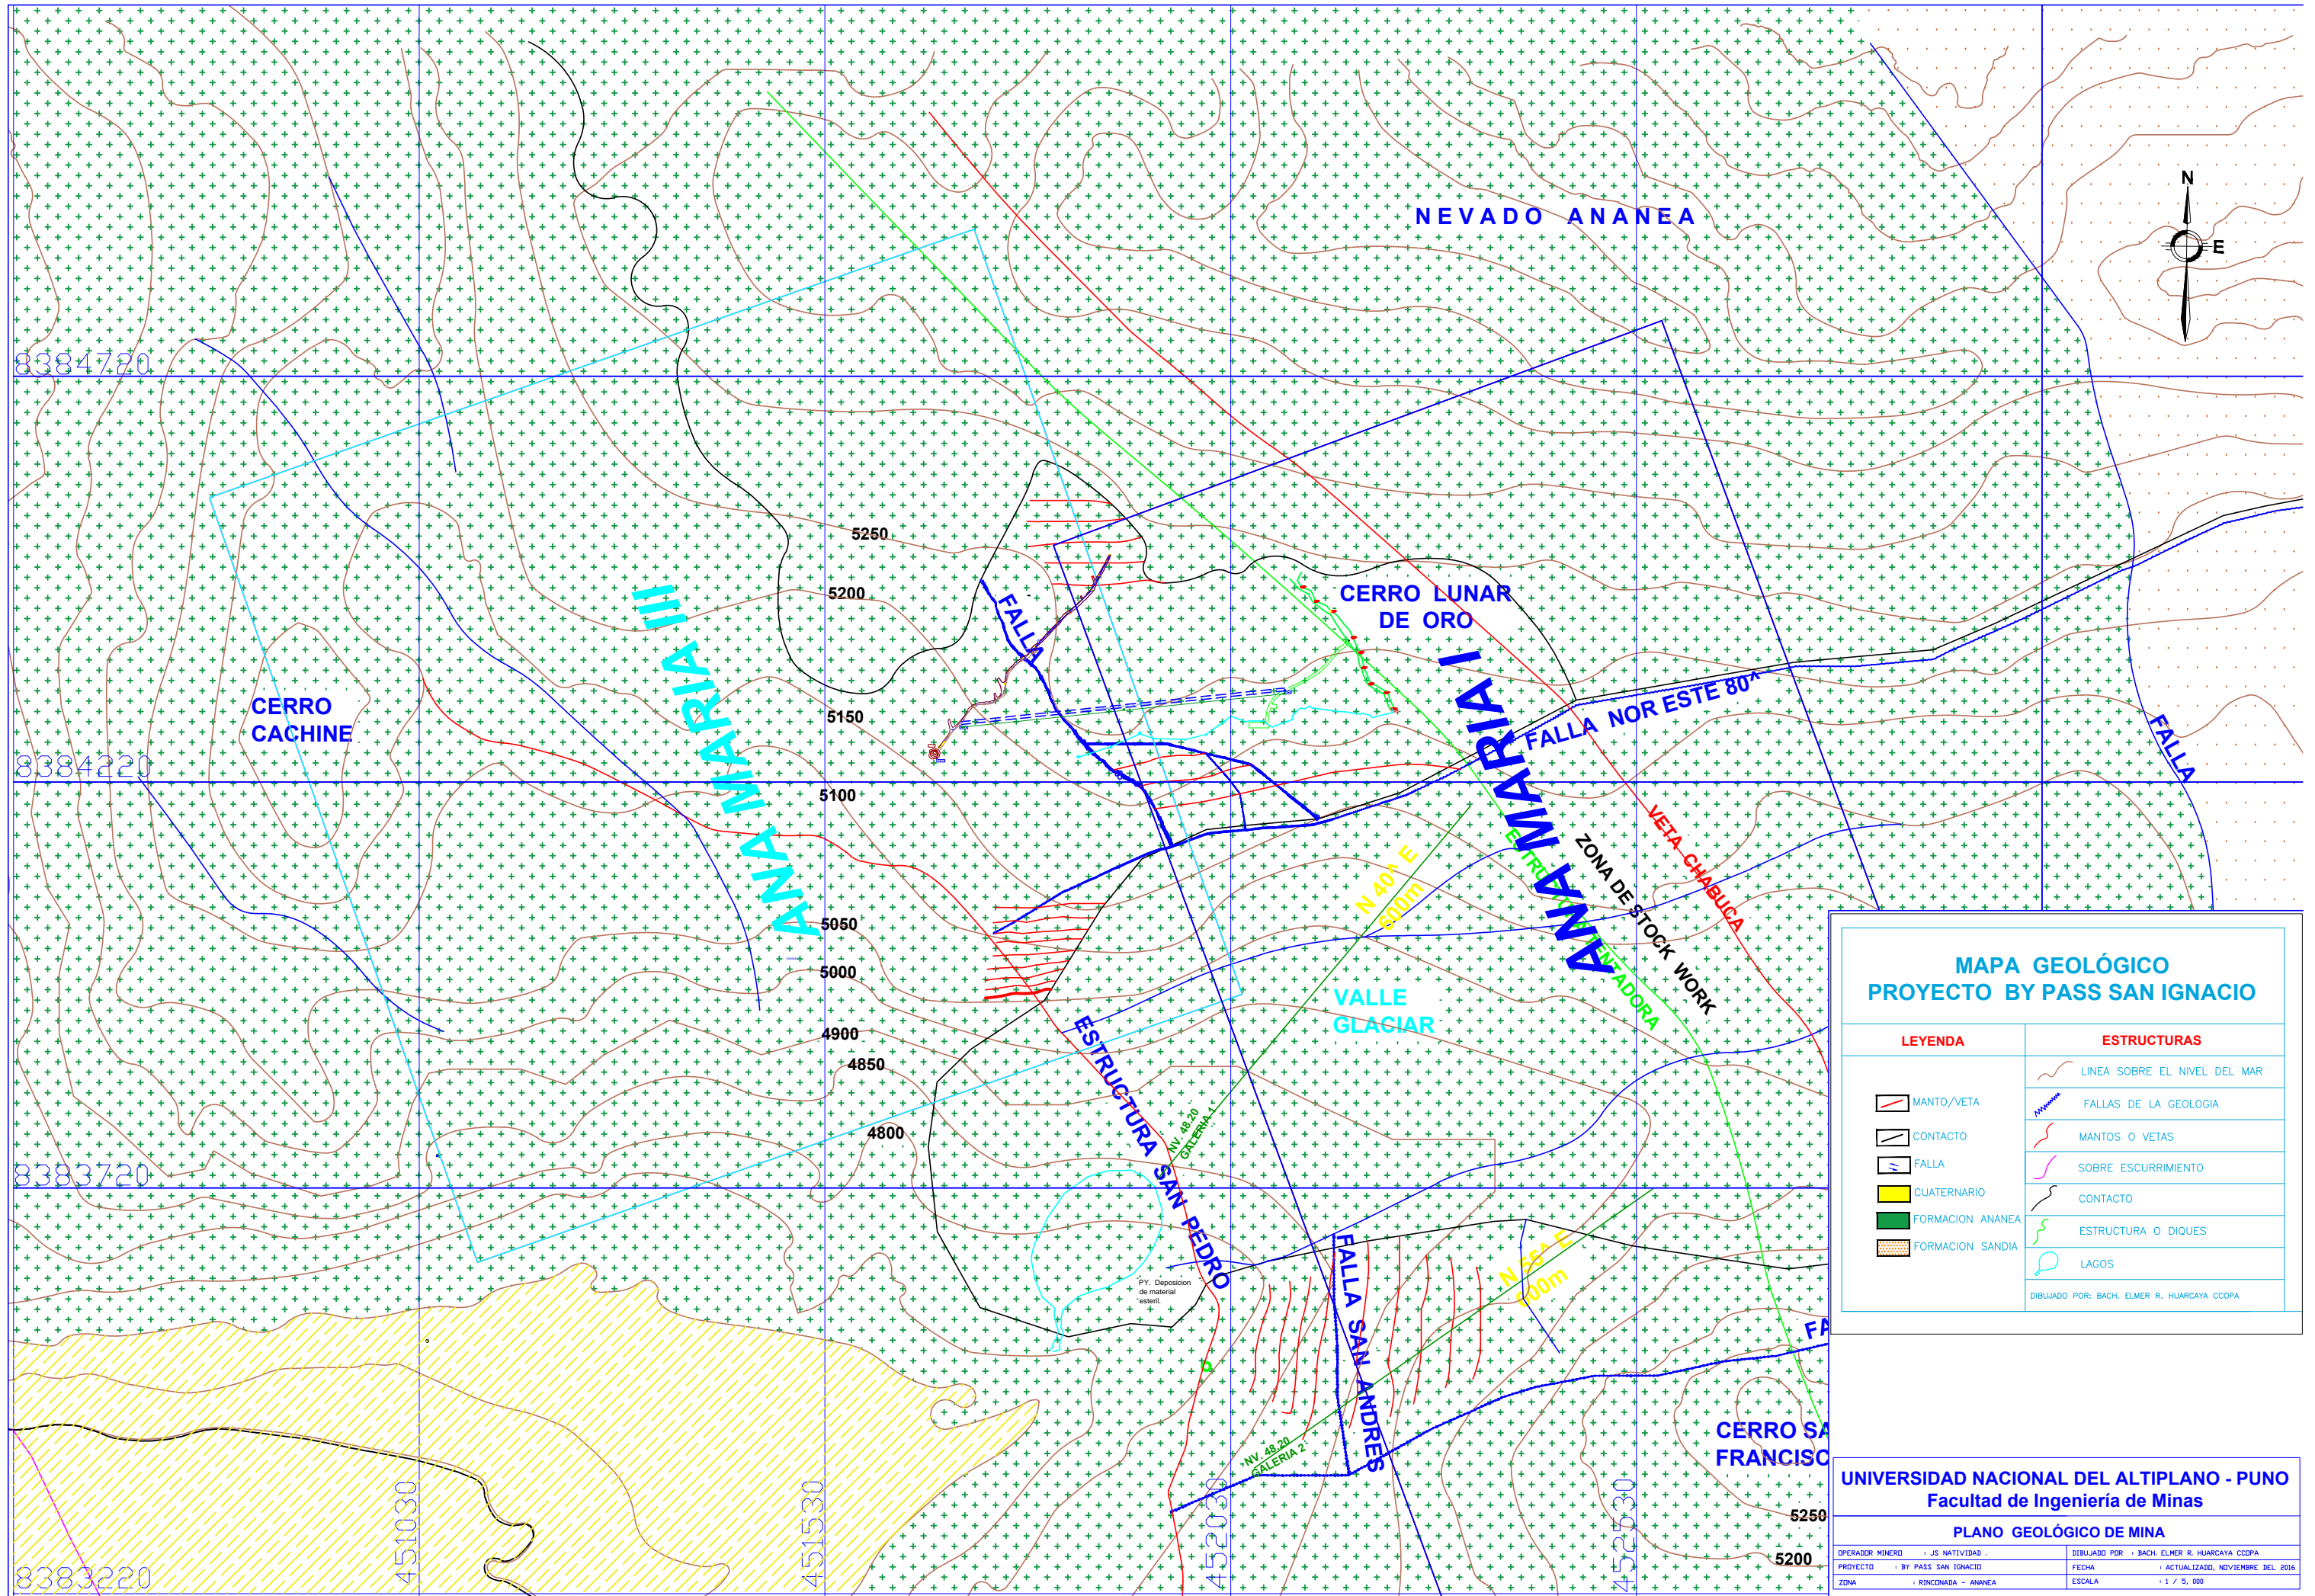 N
E
NEVADO ANANEA
8384720
5250
5200
FALLA
CERRO LUNAR
DE ORO
ANA MARIA III
ANA MARIA I
CERRO
CACHINE
5150
FALLA NOR ESTE 80^
FALLA
8384220
5100
VETA CHABUCA
ZONA DE STOCK WORK
N 40^ E
600m
5050
5000
VALLE
GLACIAR
4900
4850
ESTRUCTURA SAN PEDRO
4800
NV. 48.20
GALERIA 1
8383720
PY. Deposicion
de material
esteril.
FALLA SAN ANDRES
N 55^ E
600m
FA
NV. 48.20
GALERIA 2
CERRO SA
FRANCISC
5250
5200
451030
451530
452030
452530
8383220
MAPA GEOLÓGICO
PROYECTO BY PASS SAN IGNACIO
LEYENDA
MANTO/VETA
CONTACTO
FALLA
CUATERNARIO
FORMACION ANANEA
FORMACION SANDIA
ESTRUCTURAS
LINEA SOBRE EL NIVEL DEL MAR
FALLAS DE LA GEOLOGIA
MANTOS O VETAS
SOBRE ESCURRIMIENTO
CONTACTO
ESTRUCTURA O DIQUES
LAGOS
DIBUJADO POR: BACH. ELMER R. HUARCAYA CCOPA
UNIVERSIDAD NACIONAL DEL ALTIPLANO - PUNO
Facultad de Ingeniería de Minas
PLANO GEOLÓGICO DE MINA
OPERADOR MINERO : JS NATIVIDAD .
DIBUJADO POR : BACH. ELMER R. HUARCAYA CCOPA
PROYECTO : BY PASS SAN IGNACIO
FECHA : ACTUALIZADO, NOVIEMBRE DEL 2016
ZONA : RINCONADA - ANANEA
ESCALA : 1 / 5, 000